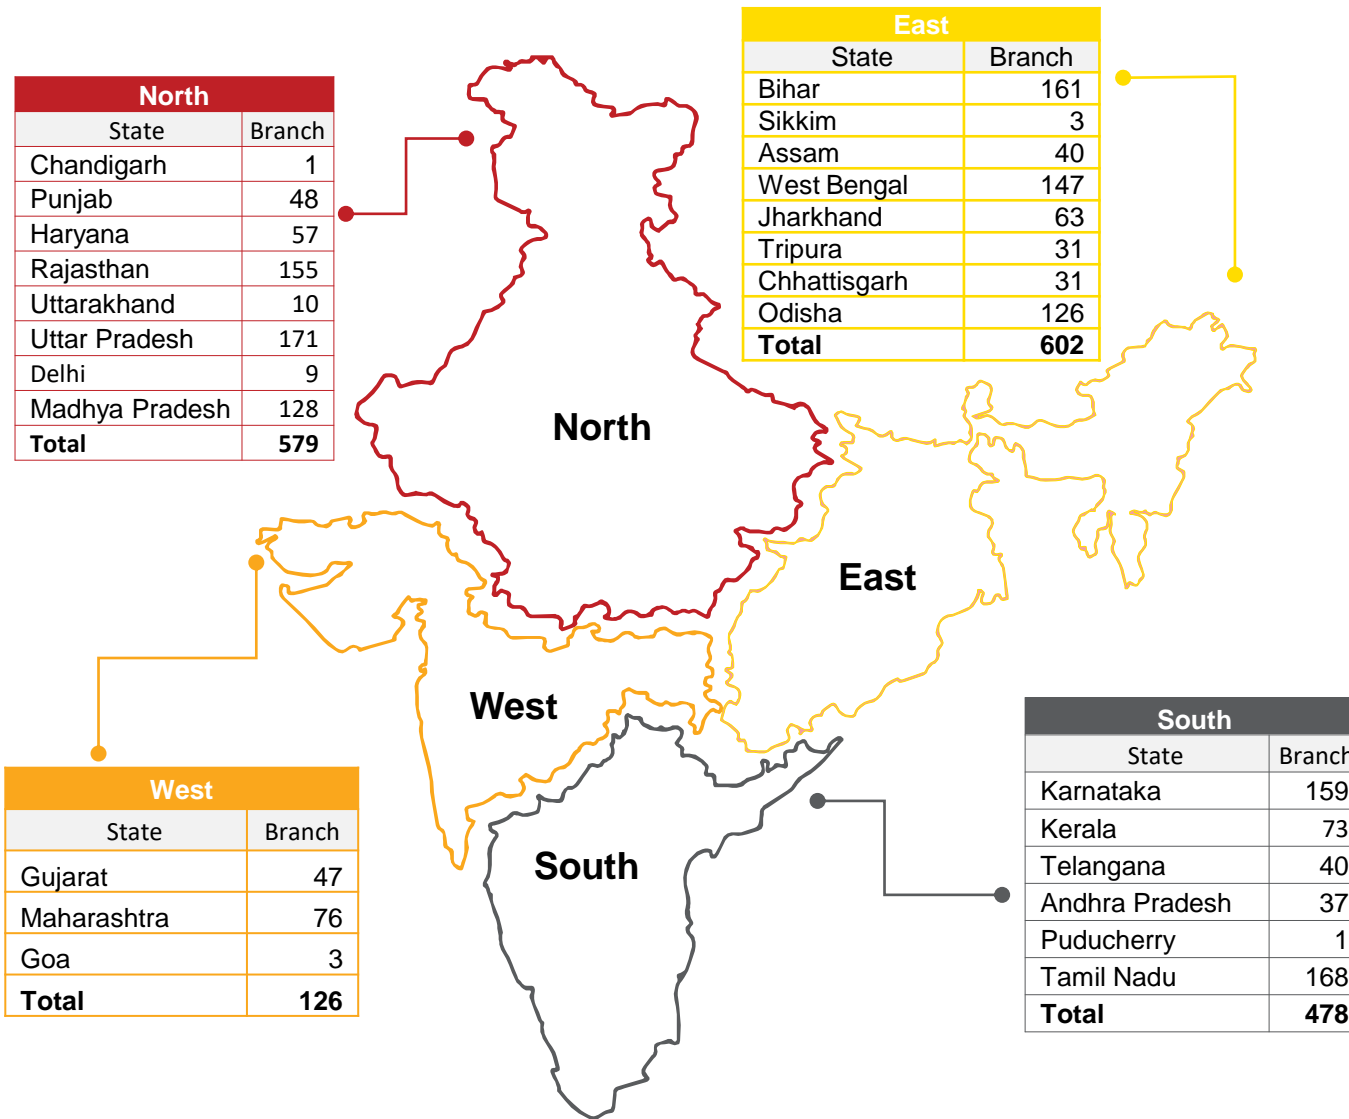 North
State Branch
Chandigarh 1
Punjab 48
Haryana 57
Rajasthan 155
Uttarakhand 10
Uttar Pradesh 171
Delhi 9
Madhya Pradesh 128
Total 579
East
State Branch
Bihar 161
Sikkim 3
Assam 40
West Bengal 147
Jharkhand 63
Tripura 31
Chhattisgarh 31
Odisha 126
Total 602
North
East
West
South
West
State Branch
Gujarat 47
Maharashtra 76
Goa 3
Total 126
South
State Branch
Karnataka 159
Kerala 73
Telangana 40
Andhra Pradesh 37
Puducherry 1
Tamil Nadu 168
Total 478